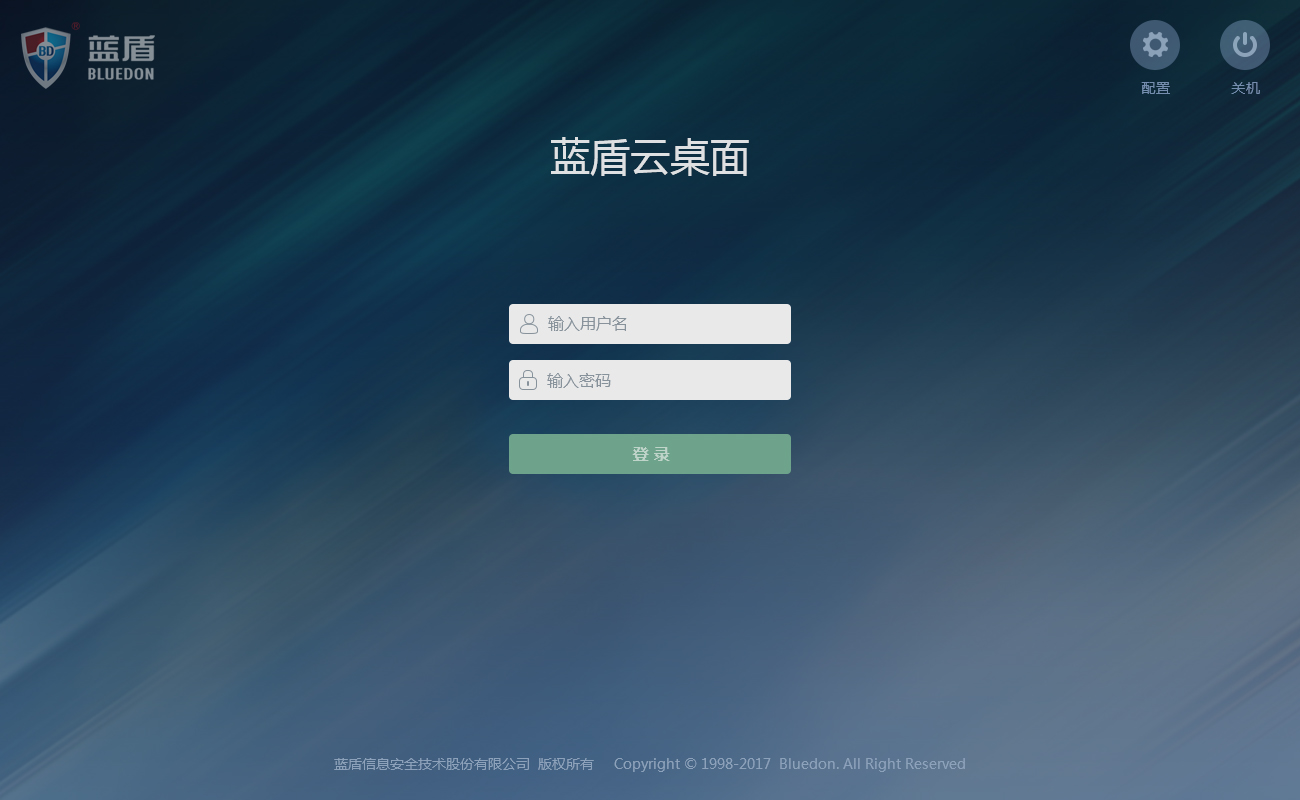 BD
®
蓝盾
BLUEDON
配置
关机
蓝盾云桌面
输入用户名
输入密码
登 录
蓝盾信息安全技术股份有限公司 版权所有 Copyright © 1998-2017 Bluedon. All Right Reserved